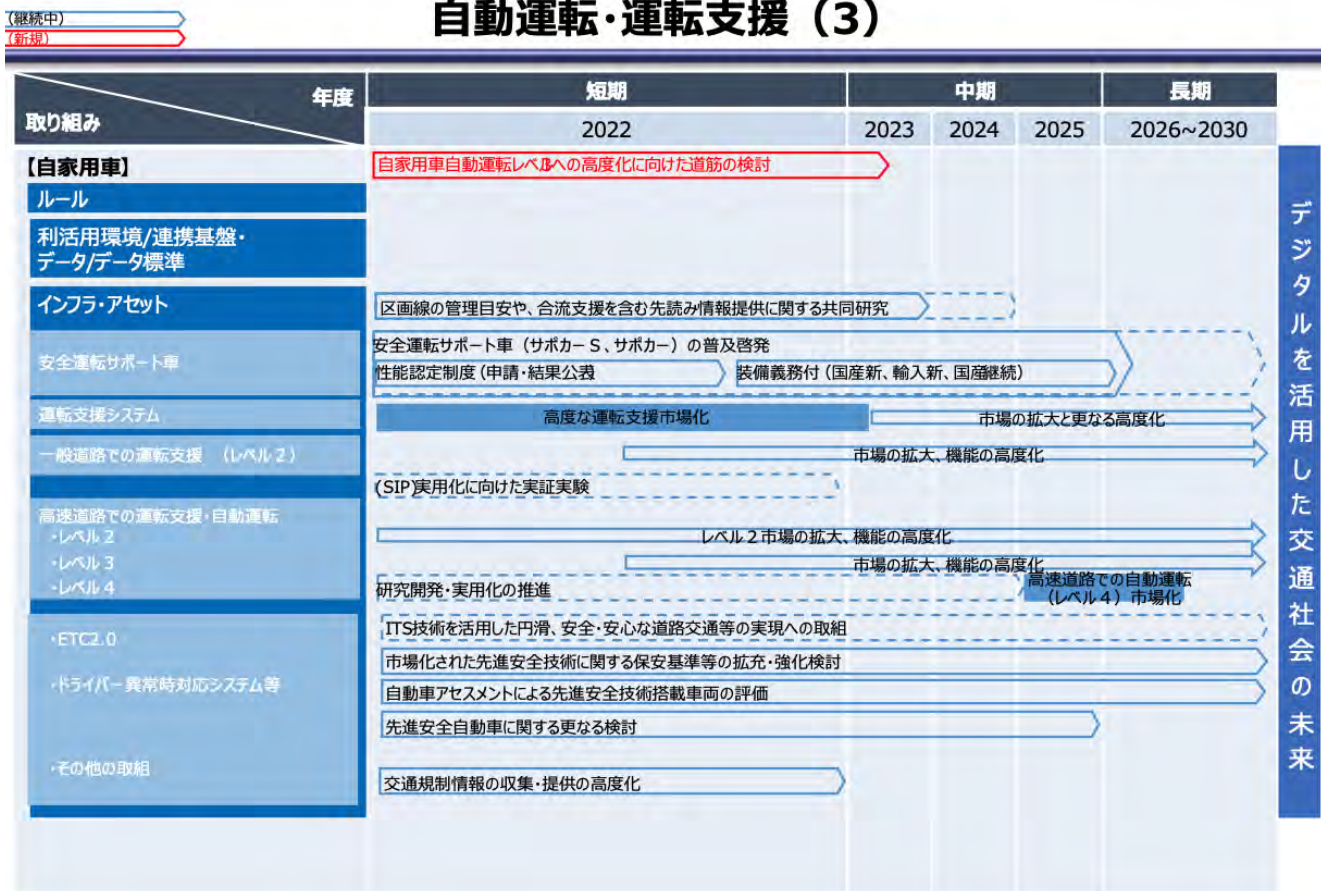 (継続中)
(新規)
自動運転・運転支援（3）
年度
取り組み
短期
中期
長期
2022
2023
2024
2025
2026~2030
【自家用車】
自家用車自動運転レベルへの高度化に向けた道筋の検討
ルール
利活用環境/連携基盤・
データ/データ標準
インフラ・アセット
区画線の管理目安や、合流支援を含む先読み情報提供に関する共同研究
安全運転サポート車
安全運転サポート車（サポカーS、サポカー）の普及啓発
性能認定制度（申請・結果公表）
装備義務付（国産新、輸入新、国産継続）
運転支援システム
高度な運転支援市場化
市場の拡大と更なる高度化
一般道路での運転支援　（レベル2）
市場の拡大、機能の高度化
(SIP)実用化に向けた実証実験
高速道路での運転支援・自動運転
・レベル2
レベル2市場の拡大、機能の高度化
・レベル3
市場の拡大、機能の高度化
・レベル4
研究開発・実用化の推進
高速道路での自動運転
（レベル4）市場化
・ETC2.0
ITS技術を活用した円滑、安全・安心な道路交通等の実現への取組
市場化された先進安全技術に関する保安基準等の拡充・強化検討
・ドライバー異常時対応システム等
自動車アセスメントによる先進安全技術搭載車両の評価
先進安全自動車に関する更なる検討
・その他の取組
交通規制情報の収集・提供の高度化
デジタルを活用した交通社会の未来